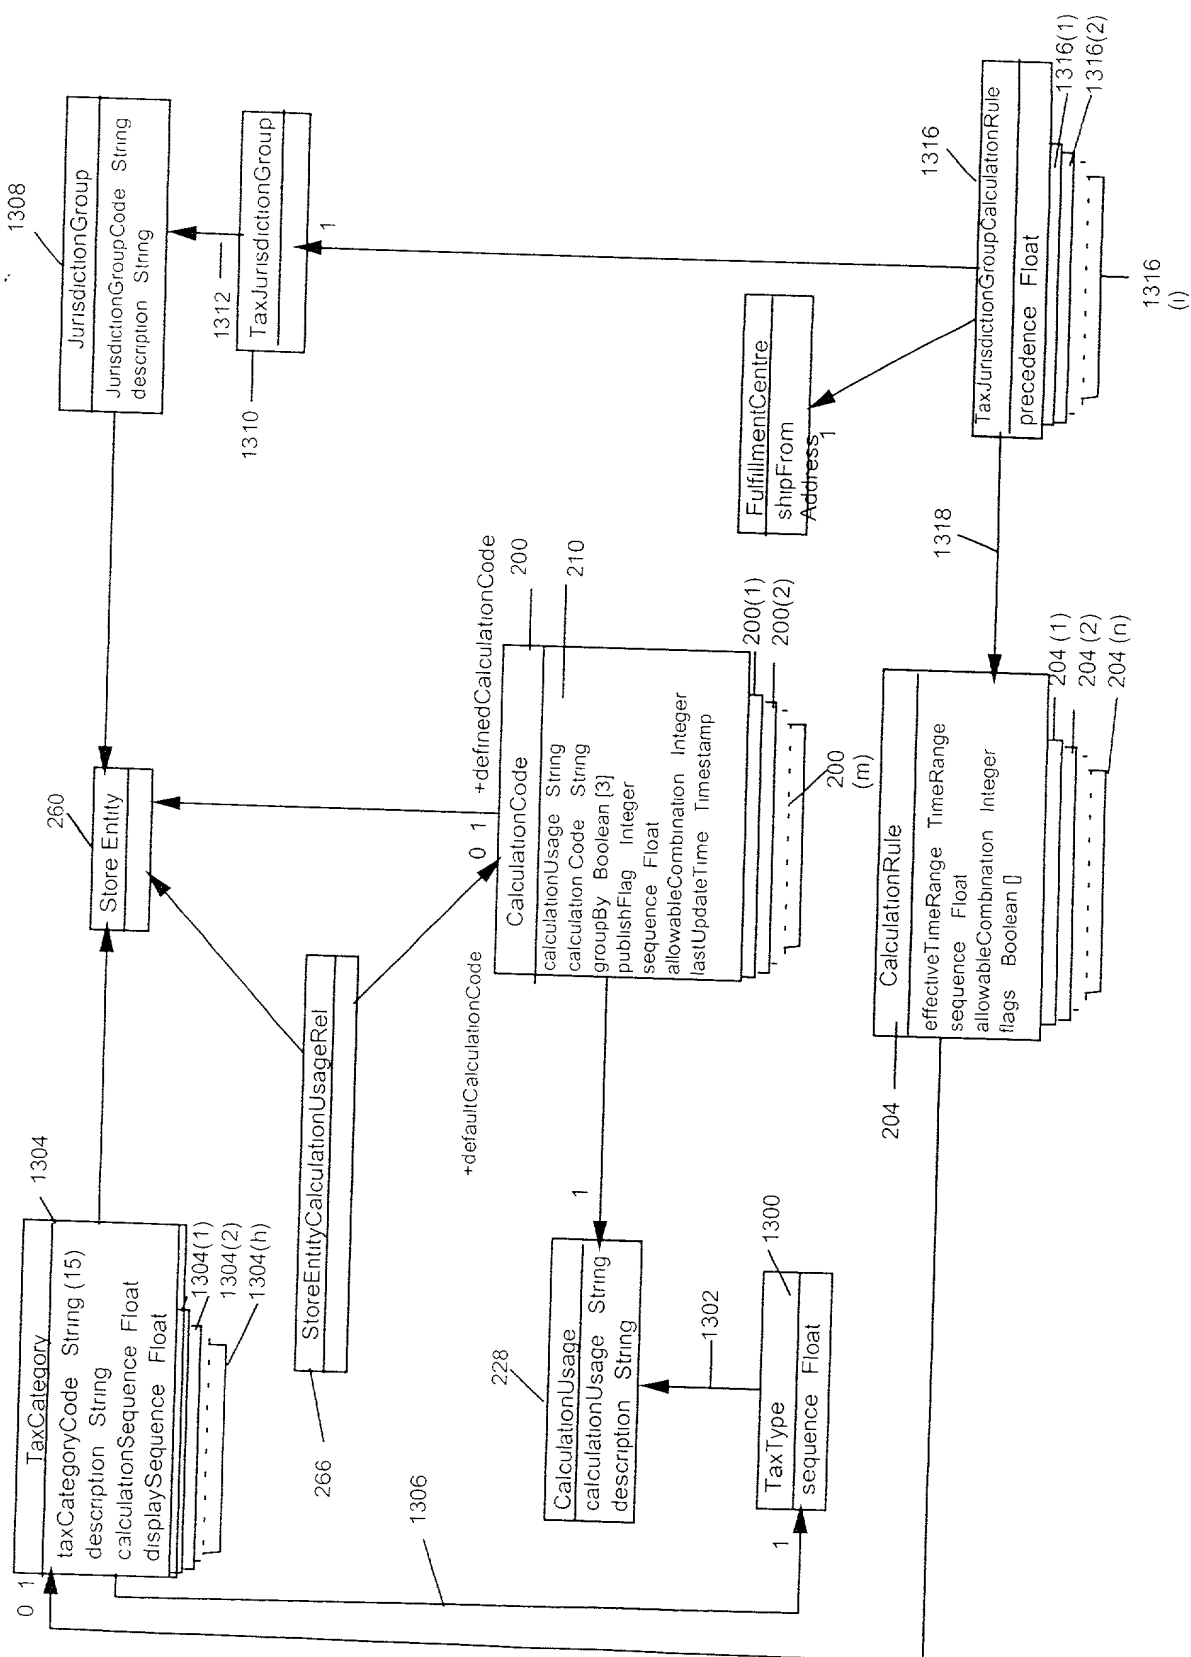 0 1
TaxCategory
taxCategoryCode String (15)
description String
calculationSequence Float
displaySequence Float
1304
1304(1)
1304(2)
1304(h)
1306
266
StoreEntityCalculationUsageRel
260
Store Entity
1308
JurisdictionGroup
JurisdictionGroupCode String
description String
1312
1310
TaxJurisdictionGroup
1
228
CalculationUsage
calculationUsage String
description String
1
1302
TaxType
sequence Float
1300
1
+defaultCalculationCode
0 1
+definedCalculationCode
CalculationCode
200
210
calculationUsage String
calculation Code String
groupBy Boolean [3]
publishFlag Integer
sequence Float
allowableCombination Integer
lastUpdateTime Timestamp
200(1)
200(2)
200
(m)
FulfillmentCentre
shipFrom
Address
1
204
CalculationRule
effectiveTimeRange TimeRange
sequence Float
allowableCombination Integer
flags Boolean []
204 (1)
204 (2)
204 (n)
1318
1316
TaxJurisdictionGroupCalculationRule
precedence Float
1316(1)
1316(2)
1316
(i)